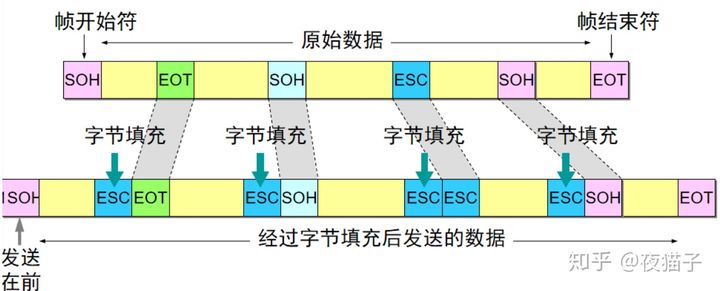 帧开始符 原始数据 帧结束符
SOH EOT SOH ESC SOH EOT
字节填充 字节填充 字节填充 字节填充
SOH ESC EOT ESC SOH ESC ESC ESC SOH EOT
发送 经过字节填充后发送的数据
在前
知乎 @夜猫子